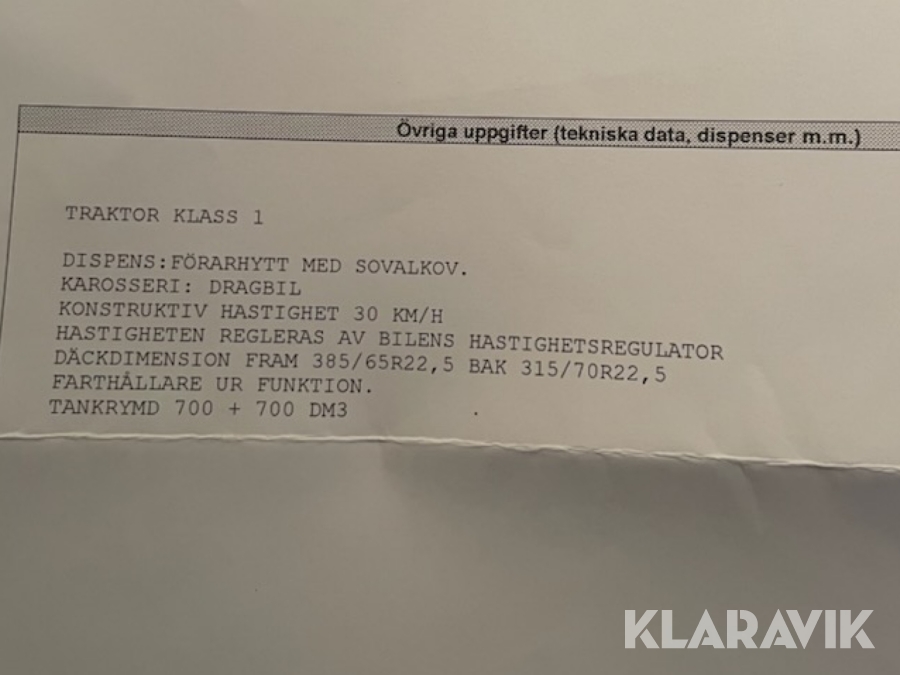 Övriga uppgifter (tekniska data, dispenser m.m.)
TRAKTOR KLASS 1
DISPENS:FÖRARHYTT MED SOVALKOV.
KAROSSERI: DRAGBIL
KONSTRUKTIV HASTIGHET 30 KM/H
HASTIGHETEN REGLERAS AV BILENS HASTIGHETSREGULATOR
DÄCKDIMENSION FRAM 385/65R22,5 BAK 315/70R22,5
FARTHÅLLARE UR FUNKTION.
TANKRYMD 700 + 700 DM3
KLARAVIK